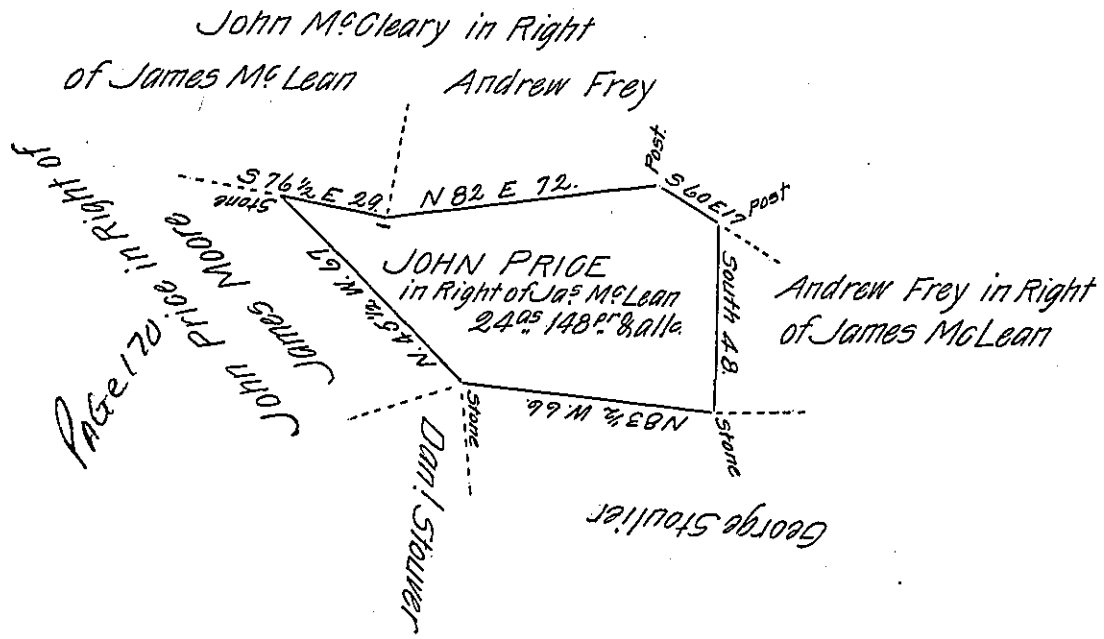 John McCleary in Right
of James McLean
Andrew Frey
John Price in Right of
James Moore
PAGe 170
S 76½ E 29.
Stone
N 82 E 72.
Post
S 60 E 17
Post
JOHN PRICE
in Right of Jas McLean
24as 148pr & allc.
N.45½ W.67
South 48.
Andrew Frey in Right
of James McLean
N83½ W.66.
Stone
Stone
Danl Stouver
George Stoulier